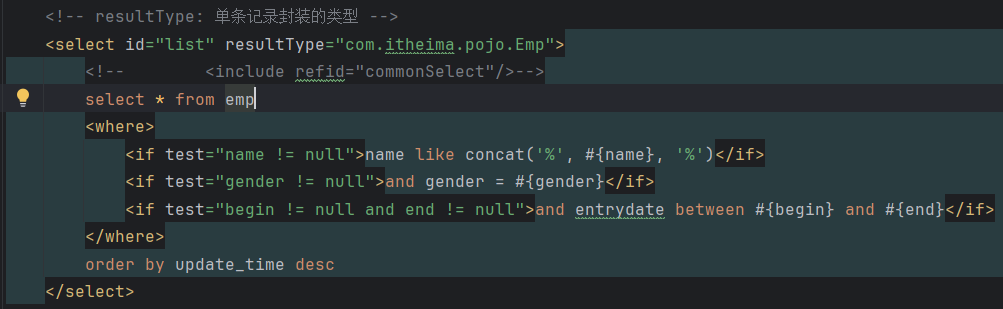 <!-- resultType: 单条记录封装的类型 -->
<select id="list" resultType="com.itheima.pojo.Emp">
<!--        <include refid="commonSelect"/>-->
select * from emp
<where>
<if test="name != null">name like concat('%', #{name}, '%')</if>
<if test="gender != null">and gender = #{gender}</if>
<if test="begin != null and end != null">and entrydate between #{begin} and #{end}</if>
</where>
order by update_time desc
</select>